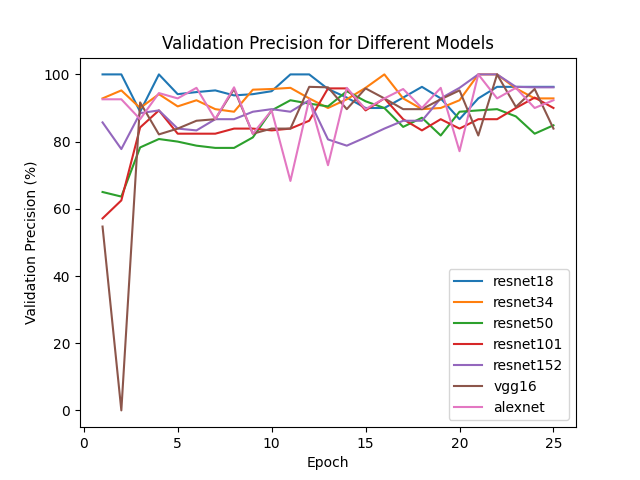 Validation Precision for Different Models
Validation Precision (%)
100
80
60
40
20
0
0 5 10 15 20 25
Epoch
resnet18
resnet34
resnet50
resnet101
resnet152
vgg16
alexnet